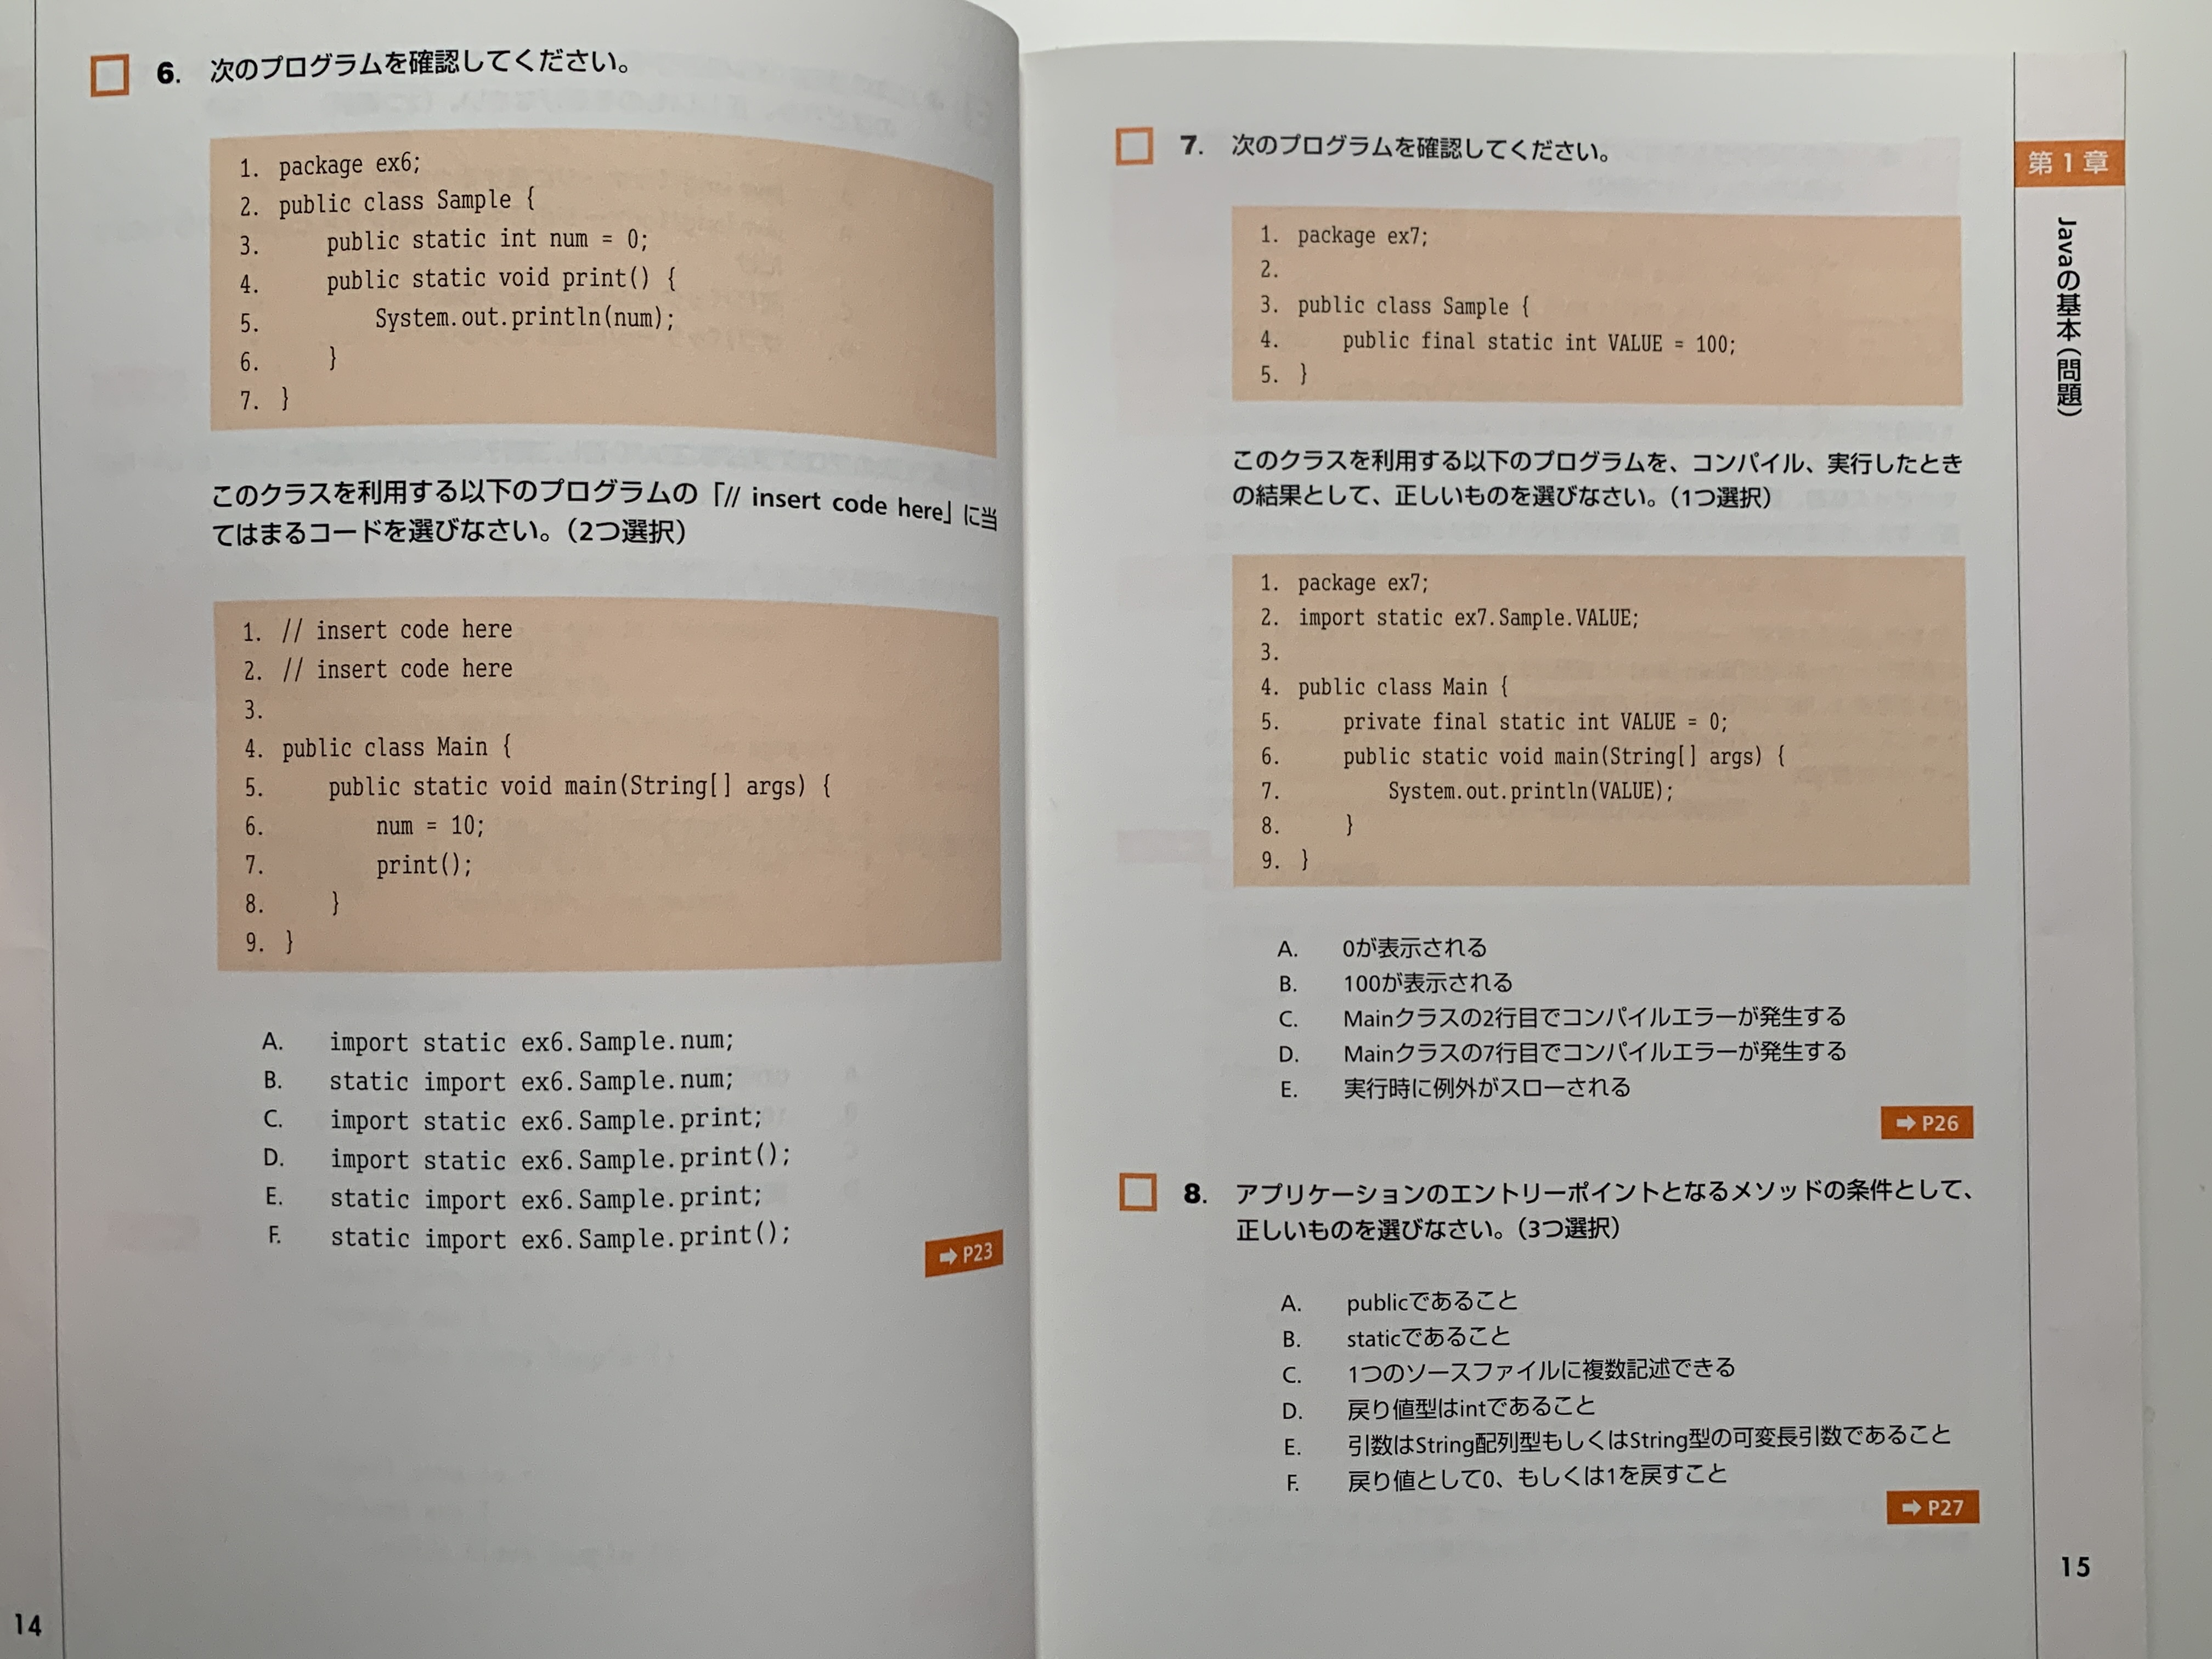 6. 次のプログラムを確認してください。
1. package ex6;
2. public class Sample {
3.     public static int num = 0;
4.     public static void print() {
5.         System.out.println(num);
6.     }
7. }
このクラスを利用する以下のプログラムの「// insert code here」に当
てはまるコードを選びなさい。（2つ選択）
1. // insert code here
2. // insert code here
3.
4. public class Main {
5.     public static void main(String[] args) {
6.         num = 10;
7.         print();
8.     }
9. }
A. import static ex6.Sample.num;
B. static import ex6.Sample.num;
C. import static ex6.Sample.print;
D. import static ex6.Sample.print();
E. static import ex6.Sample.print;
F. static import ex6.Sample.print();
➡ P23
14
7. 次のプログラムを確認してください。
1. package ex7;
2.
3. public class Sample {
4.     public final static int VALUE = 100;
5. }
このクラスを利用する以下のプログラムを、コンパイル、実行したとき
の結果として、正しいものを選びなさい。（1つ選択）
1. package ex7;
2. import static ex7.Sample.VALUE;
3.
4. public class Main {
5.     private final static int VALUE = 0;
6.     public static void main(String[] args) {
7.         System.out.println(VALUE);
8.     }
9. }
A. 0が表示される
B. 100が表示される
C. Mainクラスの2行目でコンパイルエラーが発生する
D. Mainクラスの7行目でコンパイルエラーが発生する
E. 実行時に例外がスローされる
➡ P26
8. アプリケーションのエントリーポイントとなるメソッドの条件として、
正しいものを選びなさい。（3つ選択）
A. publicであること
B. staticであること
C. 1つのソースファイルに複数記述できる
D. 戻り値型はintであること
E. 引数はString配列型もしくはString型の可変長引数であること
F. 戻り値として0、もしくは1を戻すこと
➡ P27
第1章
Javaの基本（問題）
15